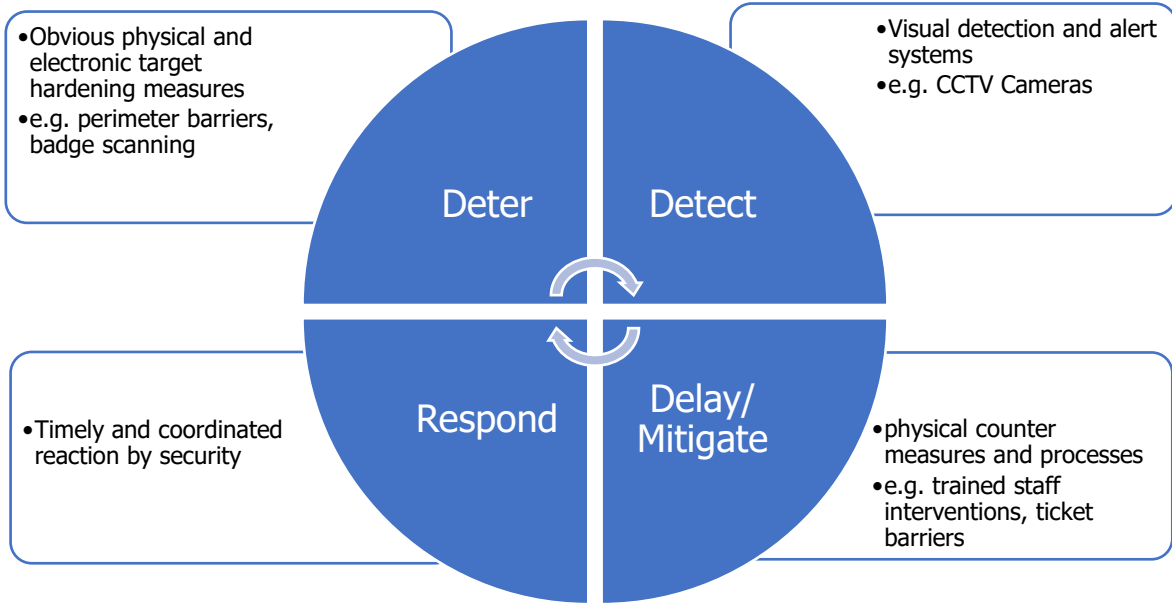 •Obvious physical and
electronic target
hardening measures
•e.g. perimeter barriers,
badge scanning
Deter
Detect
•Visual detection and alert
systems
•e.g. CCTV Cameras
•Timely and coordinated
reaction by security
Respond
Delay/
Mitigate
•physical counter
measures and processes
•e.g. trained staff
interventions, ticket
barriers